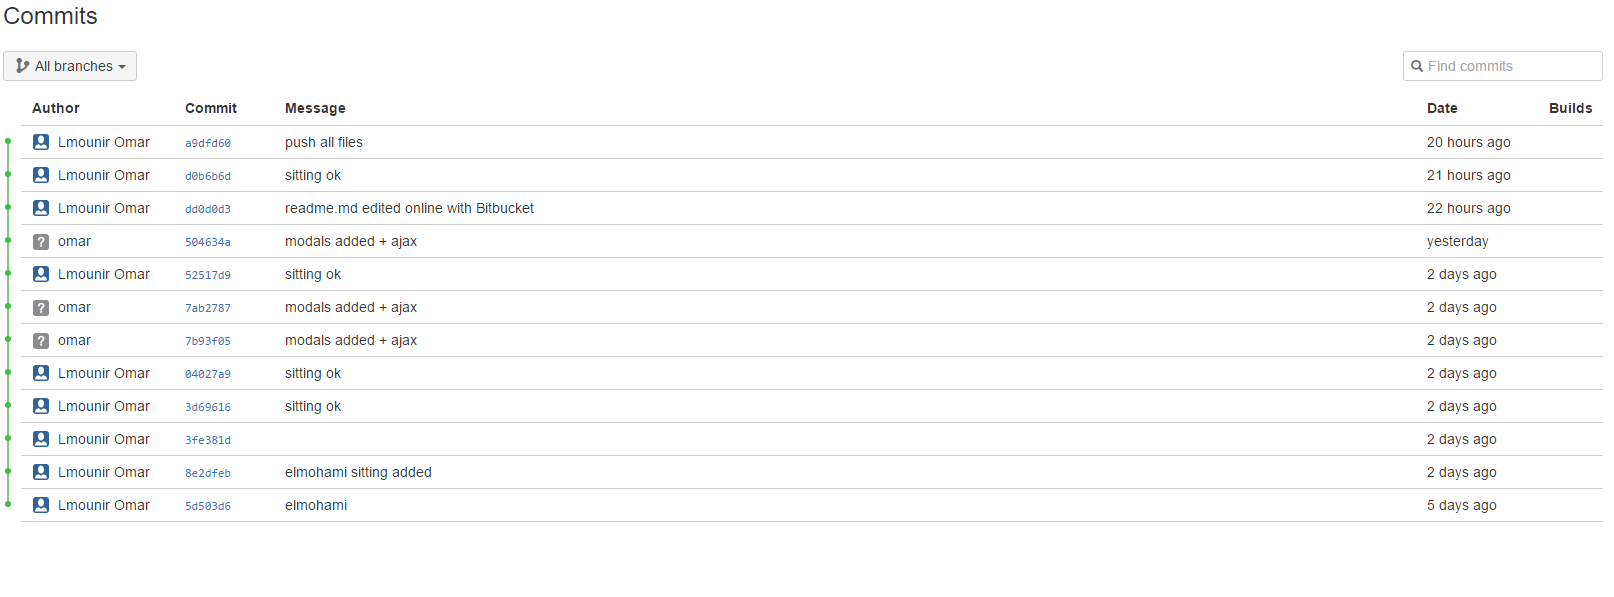 Commits
All branches
Find commits
Author Commit Message Date Builds
Lmounir Omar a9dfd60 push all files 20 hours ago
Lmounir Omar d0b6b6d sitting ok 21 hours ago
Lmounir Omar dd0d0d3 readme.md edited online with Bitbucket 22 hours ago
? omar 504634a modals added + ajax yesterday
Lmounir Omar 52517d9 sitting ok 2 days ago
? omar 7ab2787 modals added + ajax 2 days ago
? omar 7b93f05 modals added + ajax 2 days ago
Lmounir Omar 04027a9 sitting ok 2 days ago
Lmounir Omar 3d69616 sitting ok 2 days ago
Lmounir Omar 3fe381d 2 days ago
Lmounir Omar 8e2dfeb elmohami sitting added 2 days ago
Lmounir Omar 5d503d6 elmohami 5 days ago